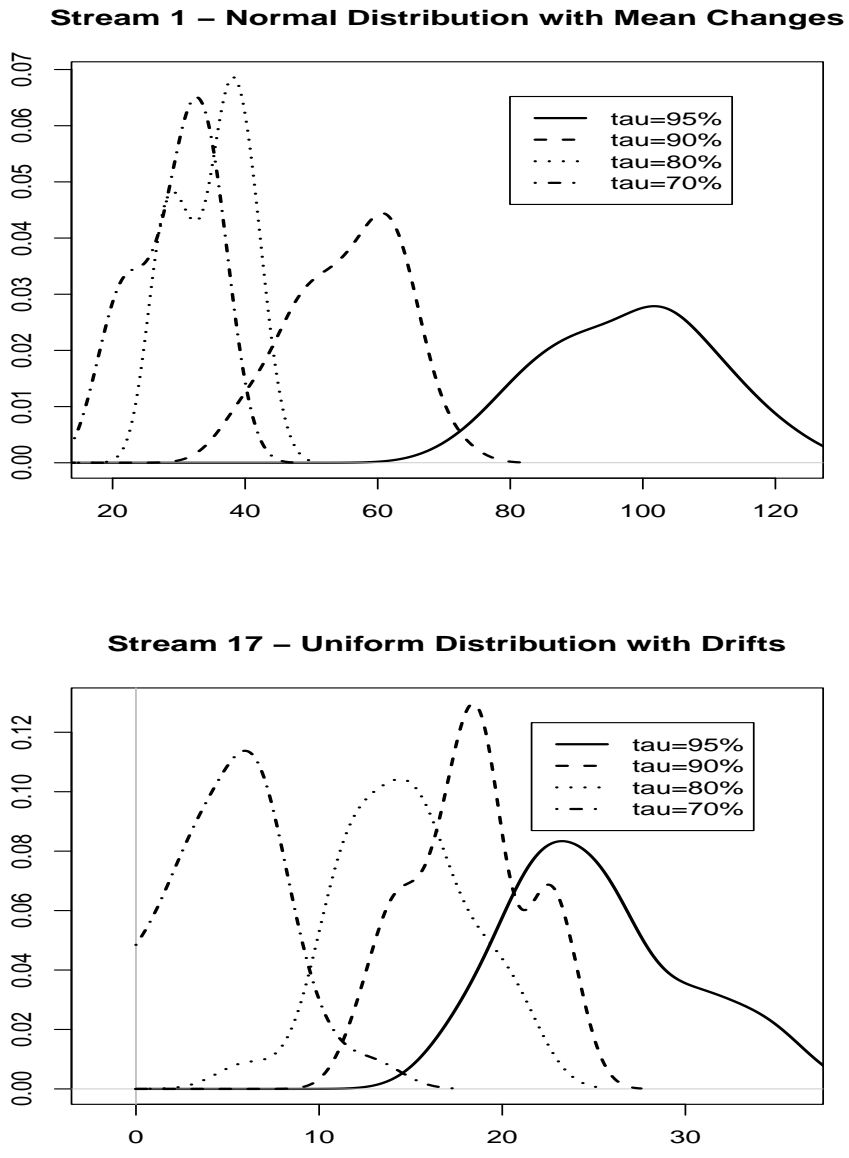 Stream 1 – Normal Distribution with Mean Changes
0.07
0.06
0.05
0.04
0.03
0.02
0.01
0.00
tau=95%
tau=90%
tau=80%
tau=70%
20 40 60 80 100 120
Stream 17 – Uniform Distribution with Drifts
0.12
0.10
0.08
0.06
0.04
0.02
0.00
tau=95%
tau=90%
tau=80%
tau=70%
0 10 20 30